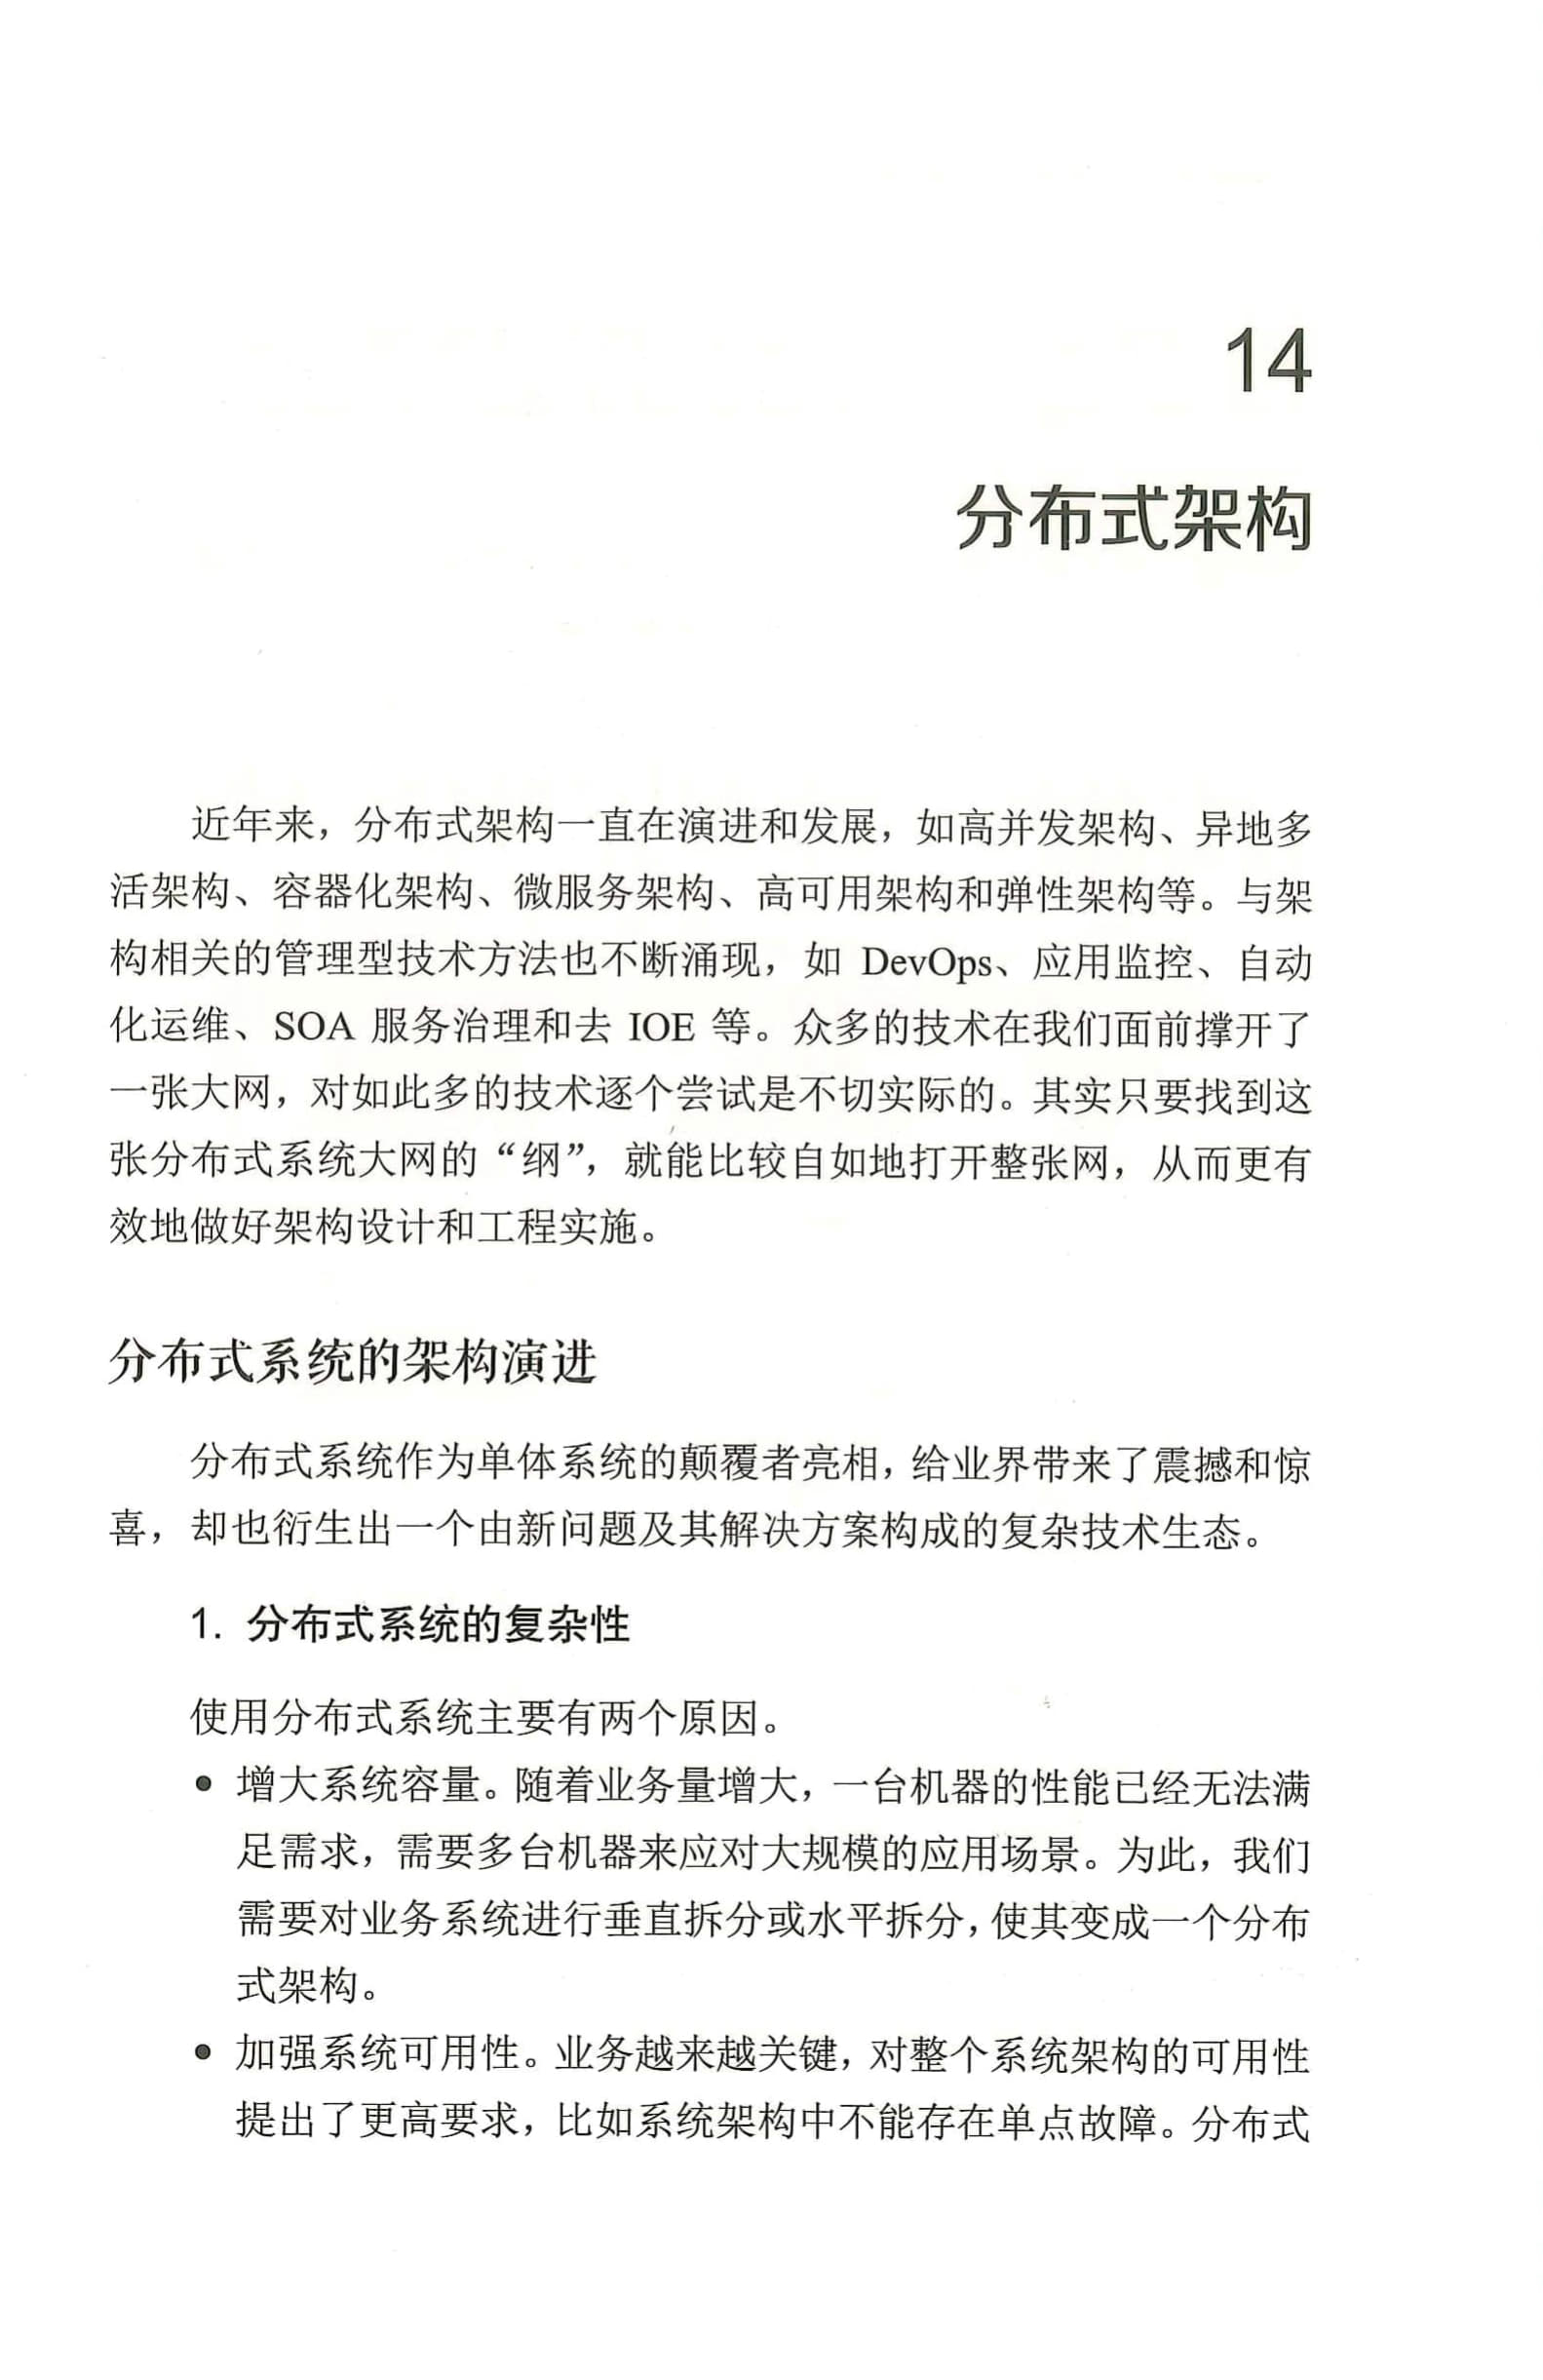 14
分布式架构
近年来，分布式架构一直在演进和发展，如高并发架构、异地多
活架构、容器化架构、微服务架构、高可用架构和弹性架构等。与架
构相关的管理型技术方法也不断涌现，如 DevOps、应用监控、自动
化运维、SOA 服务治理和去 IOE 等。众多的技术在我们面前撑开了
一张大网，对如此多的技术逐个尝试是不切实际的。其实只要找到这
张分布式系统大网的“纲”，就能比较自如地打开整张网，从而更有
效地做好架构设计和工程实施。
分布式系统的架构演进
分布式系统作为单体系统的颠覆者亮相，给业界带来了震撼和惊
喜，却也衍生出一个由新问题及其解决方案构成的复杂技术生态。
1. 分布式系统的复杂性
使用分布式系统主要有两个原因。
● 增大系统容量。随着业务量增大，一台机器的性能已经无法满
足需求，需要多台机器来应对大规模的应用场景。为此，我们
需要对业务系统进行垂直拆分或水平拆分，使其变成一个分布
式架构。
● 加强系统可用性。业务越来越关键，对整个系统架构的可用性
提出了更高要求，比如系统架构中不能存在单点故障。分布式